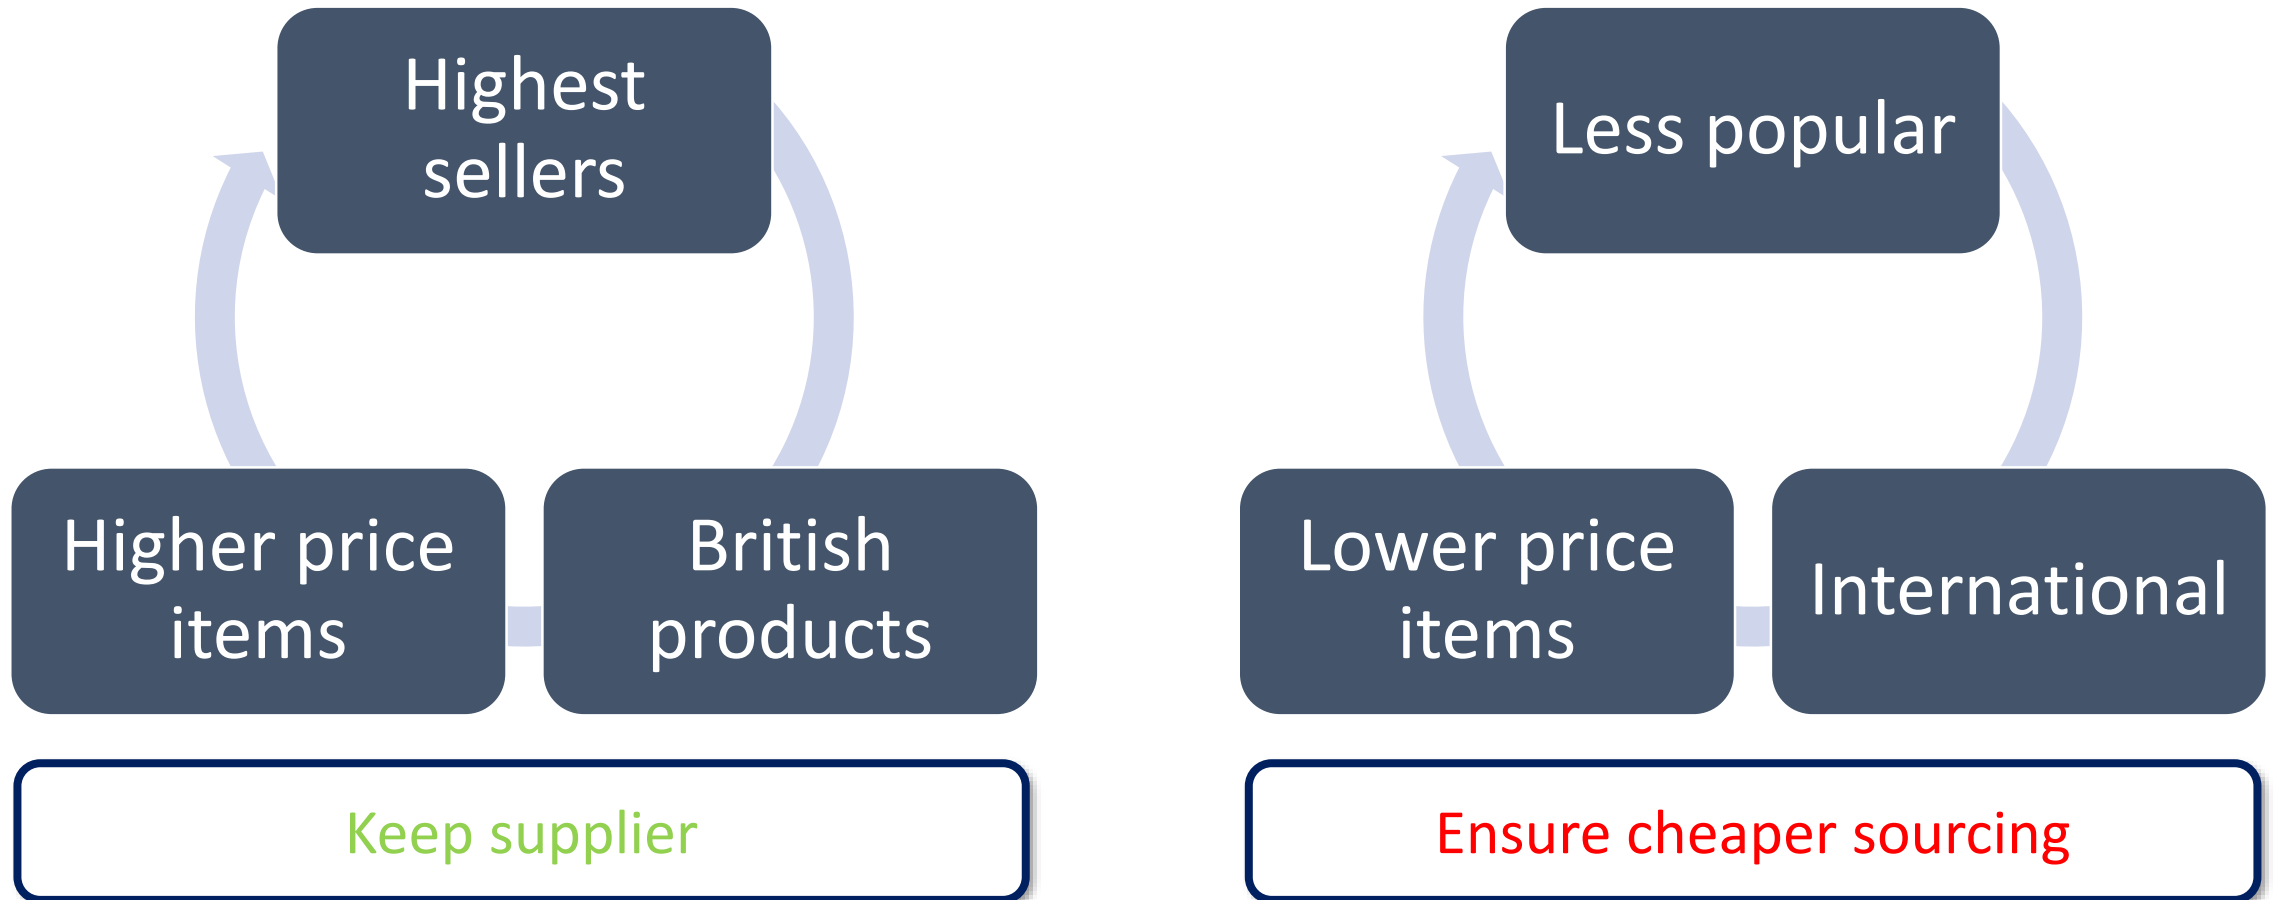 Highest
sellers
Higher price
items
British
products
Keep supplier
Less popular
Lower price
items
International
Ensure cheaper sourcing